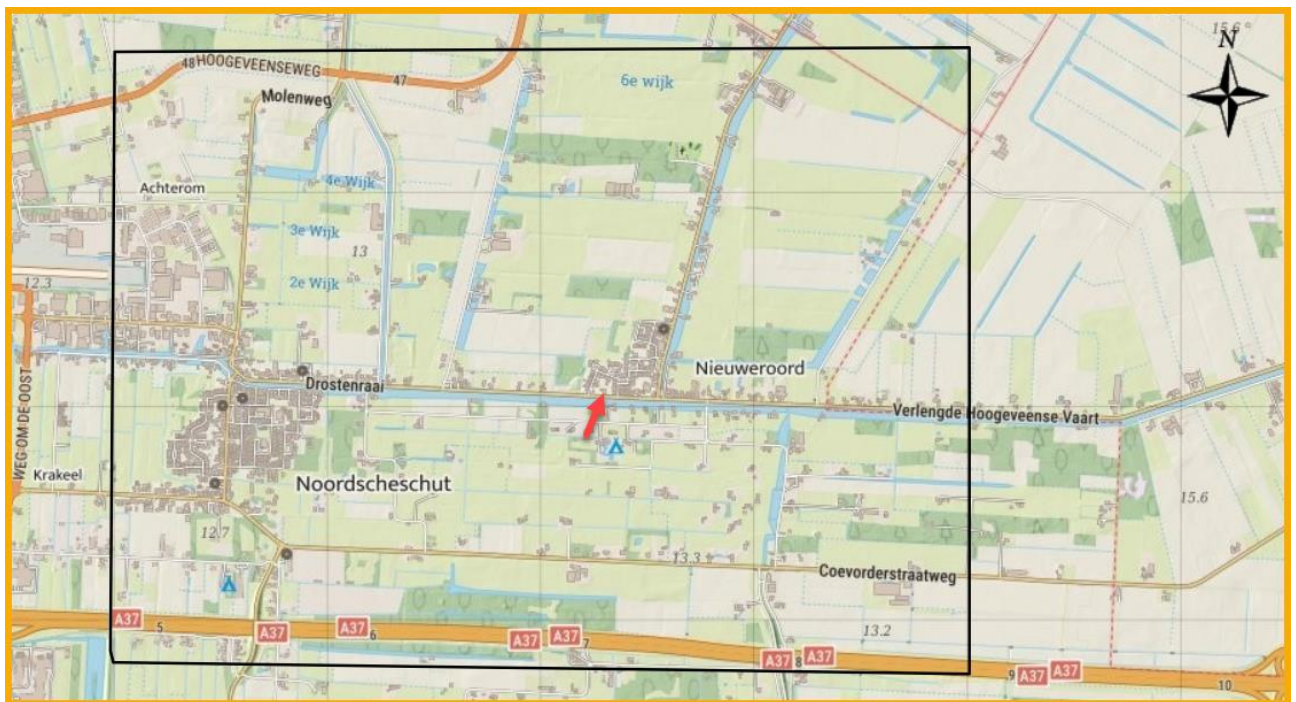 15.6
N
48
HOOGEVEENSEWEG
47
6e wijk
Molenweg
Achterom
4e Wijk
3e Wijk
13
2e Wijk
12.3
Nieuweroord
Drostenraai
Verlengde Hoogeveense Vaart
WEG OM DE OOST
Krakeel
Noordscheschut
15.6
12.7
13.3
Coevorderstraatweg
A37
5
A37
A37
6
A37
A37
7
13.2
A37
8
A37
9
A37
A37
10